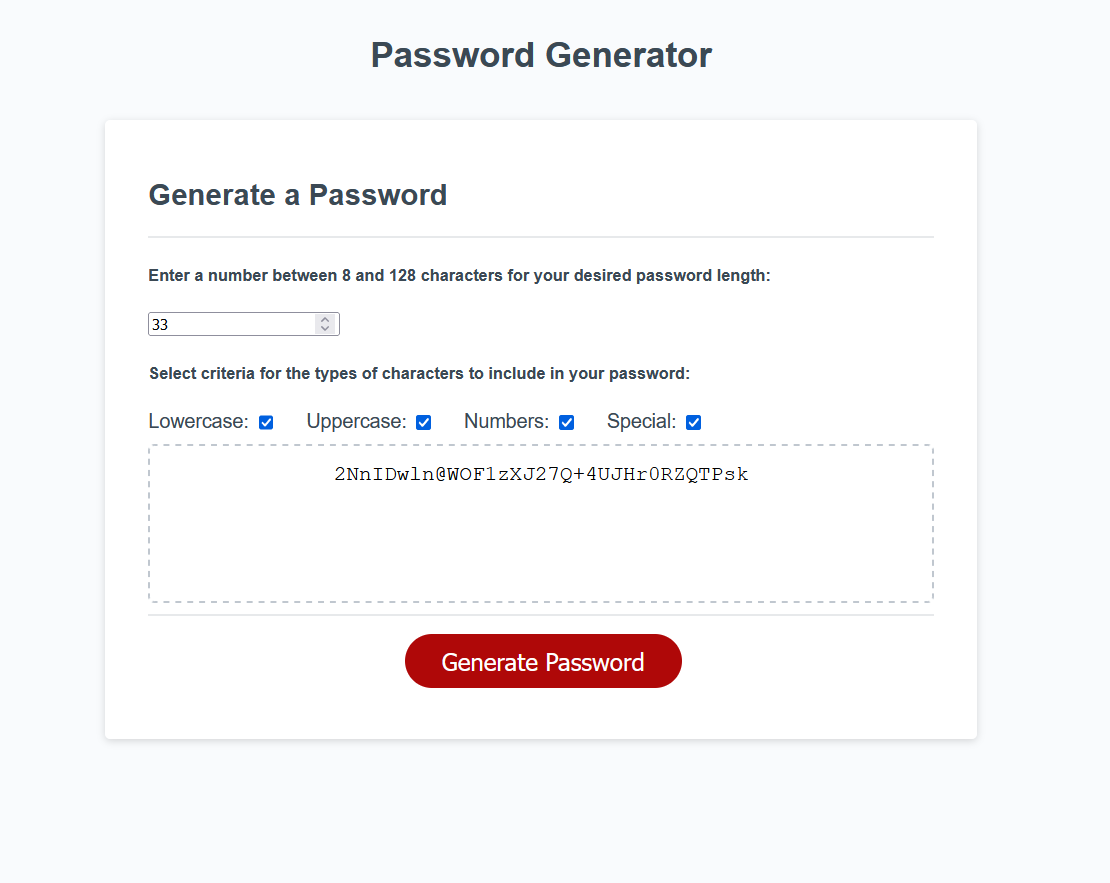 Password Generator
Generate a Password
Enter a number between 8 and 128 characters for your desired password length:
33
Select criteria for the types of characters to include in your password:
Lowercase: Uppercase: Numbers: Special:
2NnIDwln@WOF1zXJ27Q+4UJHr0RZQTPsk
Generate Password